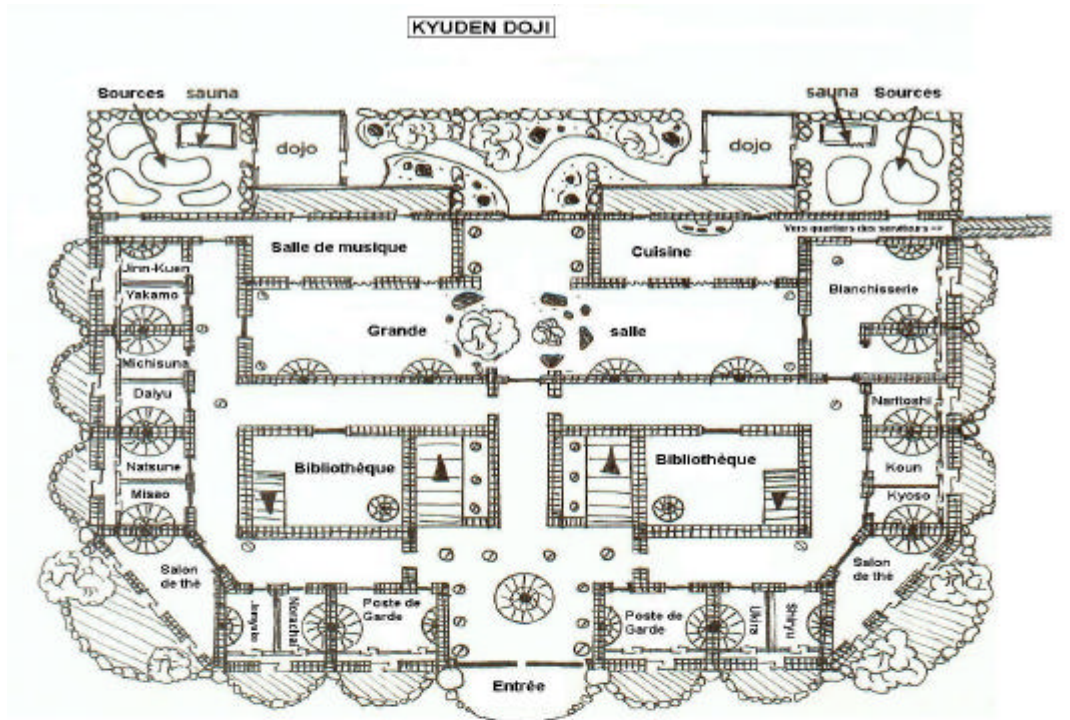 KYUDEN DOJI
Sources sauna
sauna Sources
dojo
dojo
Salle de musique
Cuisine
Vers quartiers des serviteurs =>
Jinn-Kuen
Yakamo
Blanchisserie
Grande
salle
Michisuna
Daiyu
Naritoshi
Bibliothèque
Bibliothèque
Natsune
Koun
Misao
Kyoso
Salon
de thé
Salon
de thé
Poste de
Garde
Poste de
Garde
Ukira
Shiryu
Entrée